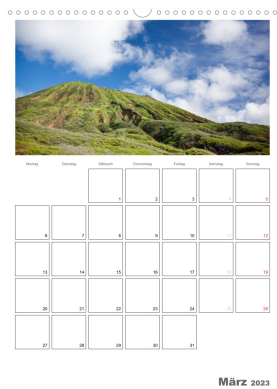 Montag Dienstag Mittwoch Donnerstag Freitag Samstag Sonntag
1 2 3 4 5
6 7 8 9 10 11 12
13 14 15 16 17 18 19
20 21 22 23 24 25 26
27 28 29 30 31
März 2023